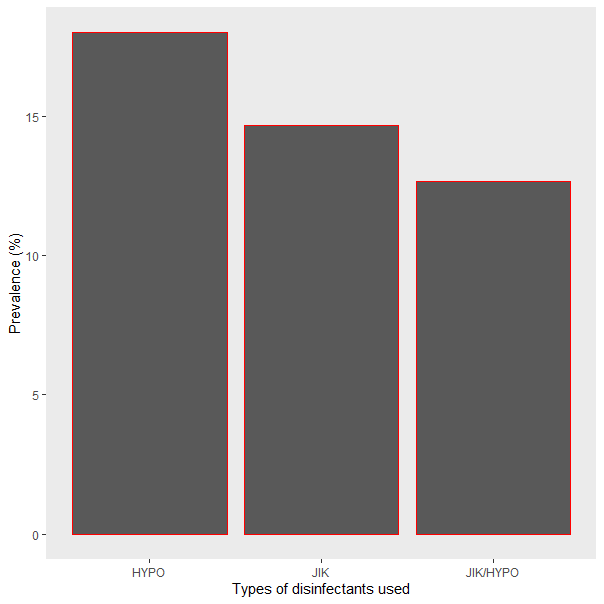 Prevalence (%)
15
10
5
0
HYPO JIK JIK/HYPO
Types of disinfectants used